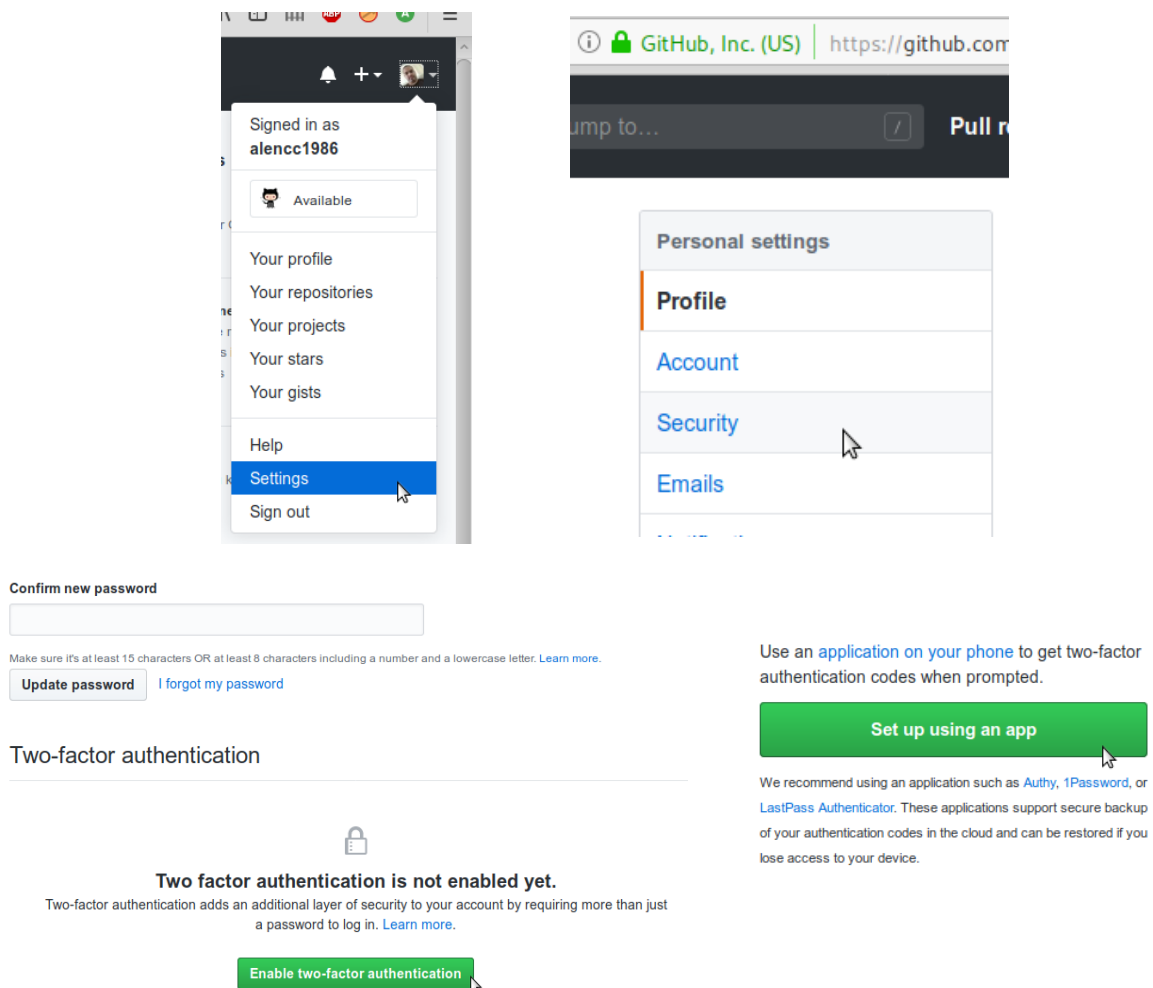 ABP
Signed in as
alencc1986
Available
Your profile
Your repositories
Your projects
Your stars
Your gists
Help
Settings
Sign out
GitHub, Inc. (US)
https://github.com
ump to...
/
Pull r
Personal settings
Profile
Account
Security
Emails
Confirm new password
Make sure it's at least 15 characters OR at least 8 characters including a number and a lowercase letter. Learn more.
Update password
I forgot my password
Two-factor authentication
Two factor authentication is not enabled yet.
Two-factor authentication adds an additional layer of security to your account by requiring more than just
a password to log in. Learn more.
Enable two-factor authentication
Use an application on your phone to get two-factor
authentication codes when prompted.
Set up using an app
We recommend using an application such as Authy, 1Password, or
LastPass Authenticator. These applications support secure backup
of your authentication codes in the cloud and can be restored if you
lose access to your device.